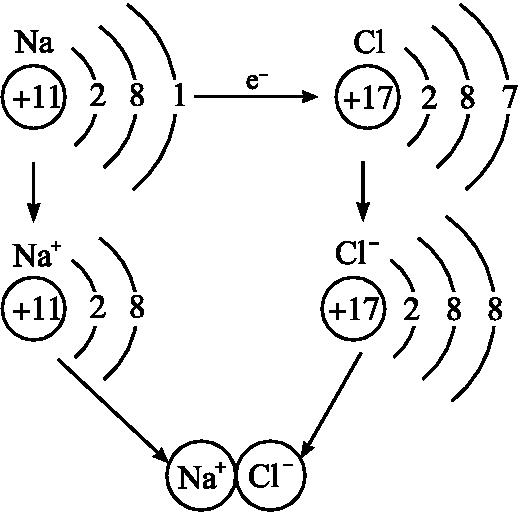 Na Cl
+11 2 8 1 e⁻ +17 2 8 7
Na⁺ Cl⁻
+11 2 8 +17 2 8 8
Na⁺ Cl⁻